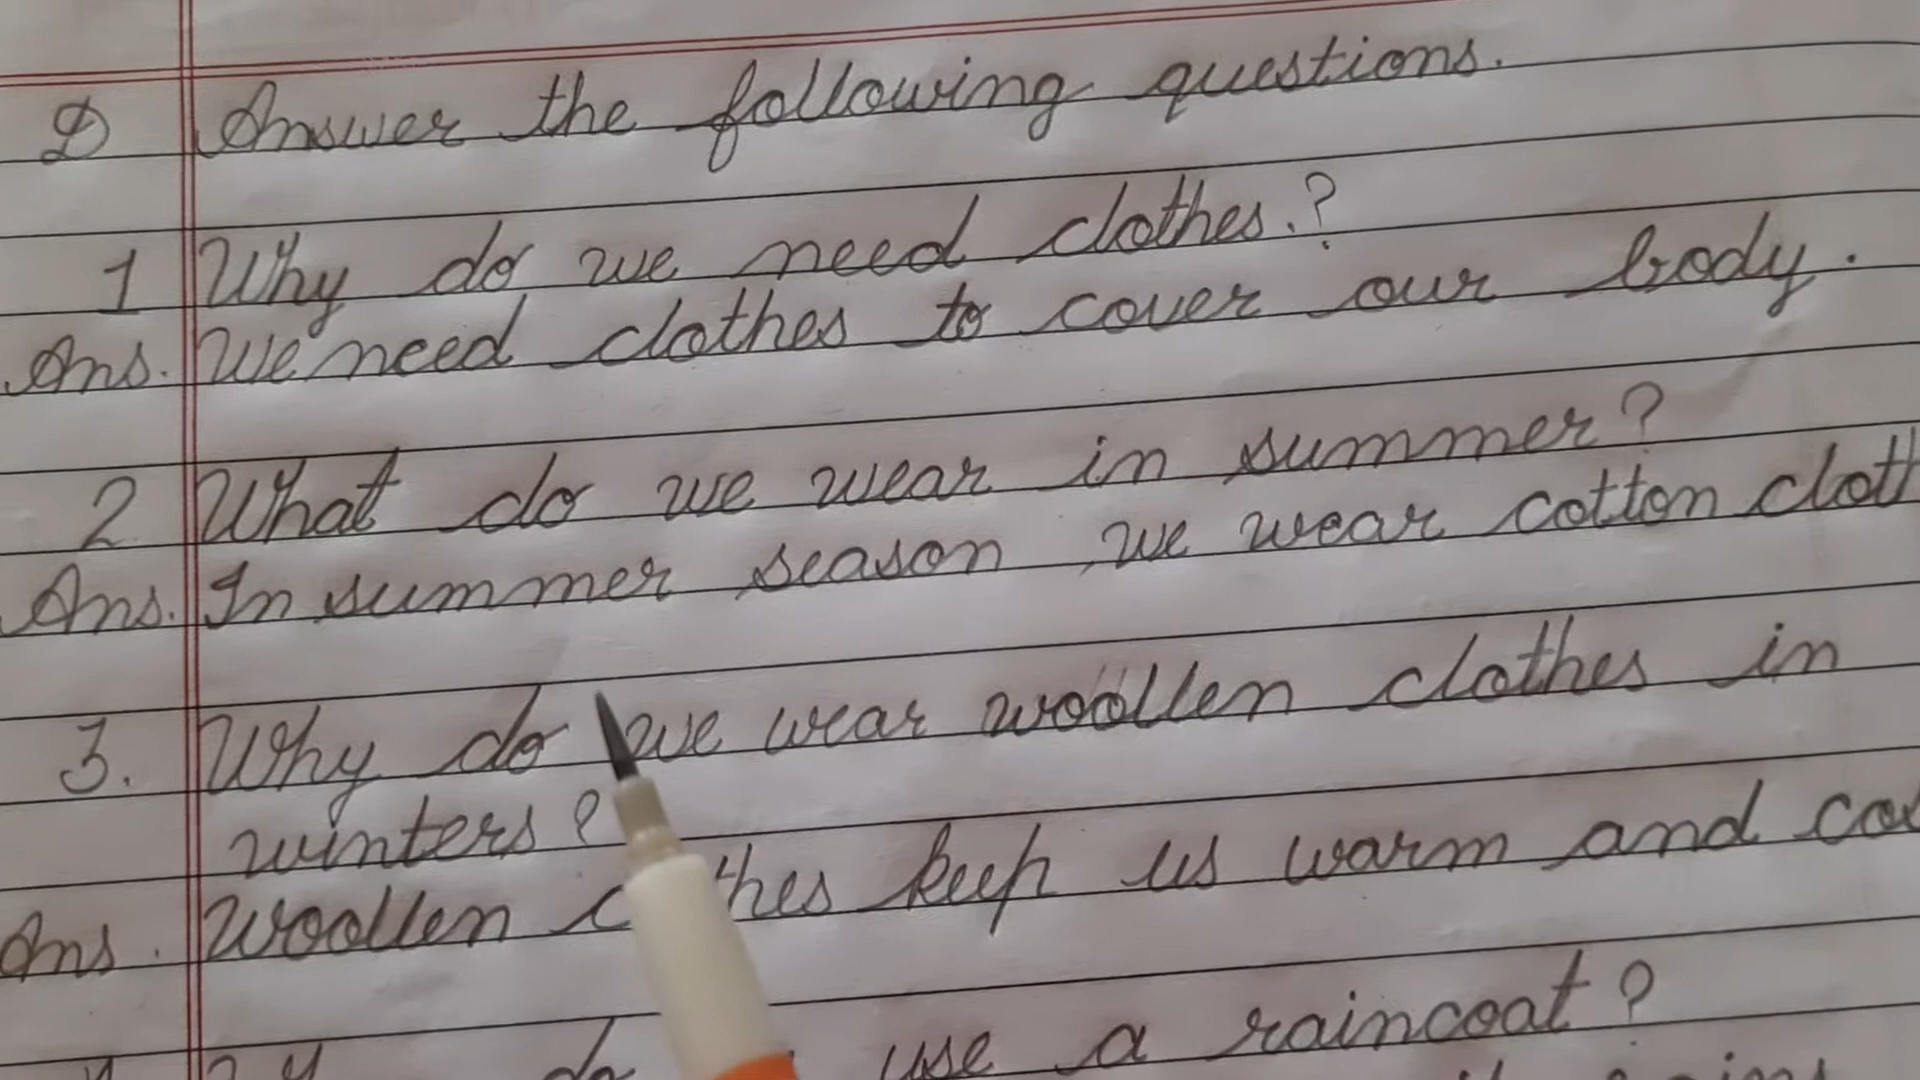 D Answer the following questions.
1 Why do we need clothes.?
Ans. We need clothes to cover our body.
2 What do we wear in summer?
Ans. In summer season, we wear cotton
3. Why do we wear woollen clothes in
winters?
Ans. Woollen keep us warm and
do use a raincoat?